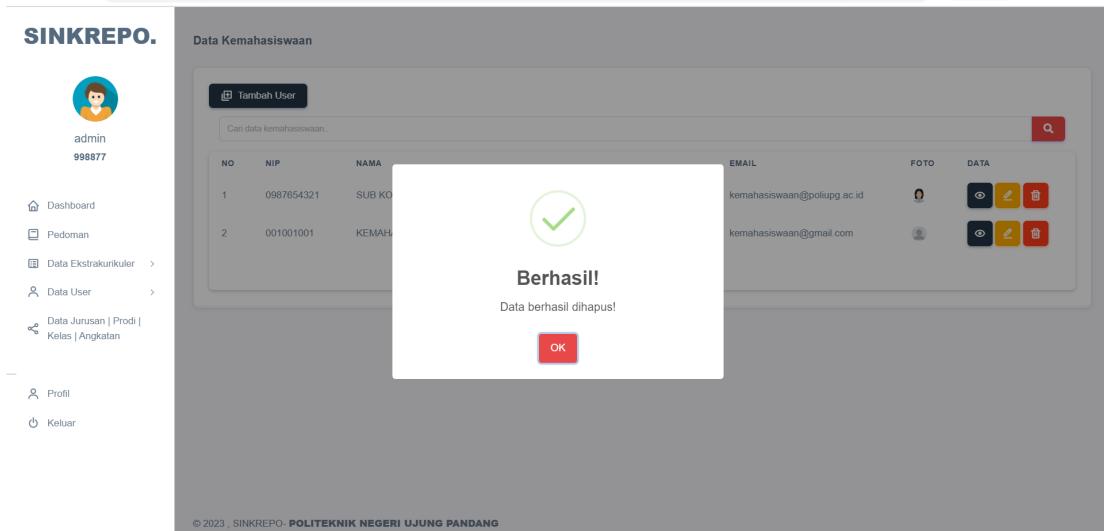 SINKREPO.
admin
998877
Dashboard
Pedoman
Data Ekstrakurikuler
Data User
Data Jurusan | Prodi |
Kelas | Angkatan
Profil
Keluar
Data Kemahasiswaan
Tambah User
Cari data kemahasiswaan..
NO NIP NAMA EMAIL FOTO DATA
1 0987654321 SUB kemahasiswaan@poliupg.ac.id
2 001001001 kemahasiswaan@gmail.com
Berhasil!
Data berhasil dihapus!
OK
© 2023 , SINKREPO- POLITEKNIK NEGERI UJUNG PANDANG